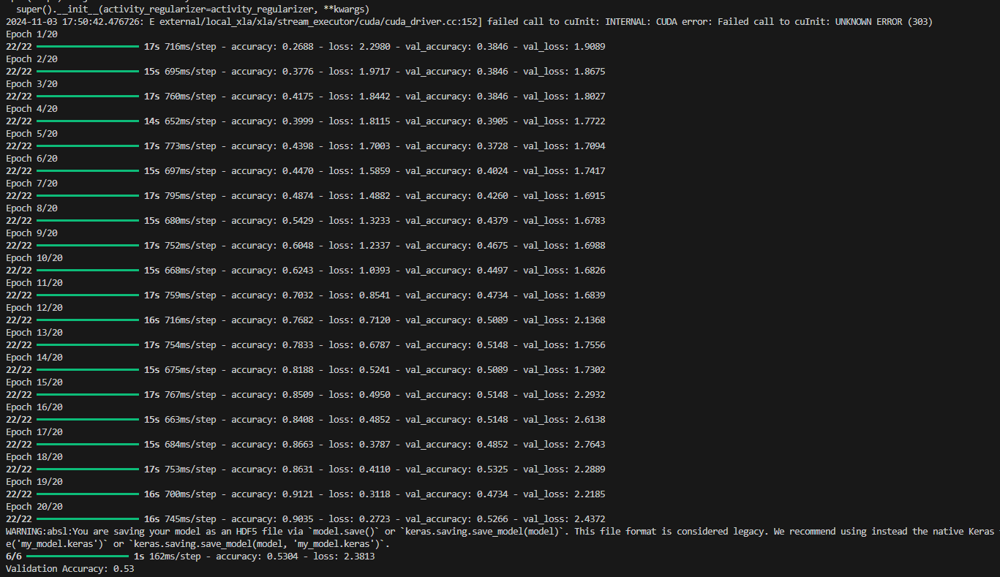 super().__init__(activity_regularizer=activity_regularizer, **kwargs)
2024-11-03 17:50:42.476726: E external/local_xla/xla/stream_executor/cuda/cuda_driver.cc:152] failed call to cuInit: INTERNAL: CUDA error: Failed call to cuInit: UNKNOWN ERROR (303)
Epoch 1/20
22/22 17s 716ms/step - accuracy: 0.2688 - loss: 2.2980 - val_accuracy: 0.3846 - val_loss: 1.9089
Epoch 2/20
22/22 15s 695ms/step - accuracy: 0.3776 - loss: 1.9717 - val_accuracy: 0.3846 - val_loss: 1.8675
Epoch 3/20
22/22 17s 760ms/step - accuracy: 0.4175 - loss: 1.8442 - val_accuracy: 0.3846 - val_loss: 1.8027
Epoch 4/20
22/22 14s 652ms/step - accuracy: 0.3999 - loss: 1.8115 - val_accuracy: 0.3905 - val_loss: 1.7722
Epoch 5/20
22/22 17s 773ms/step - accuracy: 0.4398 - loss: 1.7003 - val_accuracy: 0.3728 - val_loss: 1.7094
Epoch 6/20
22/22 15s 697ms/step - accuracy: 0.4470 - loss: 1.5859 - val_accuracy: 0.4024 - val_loss: 1.7417
Epoch 7/20
22/22 17s 795ms/step - accuracy: 0.4874 - loss: 1.4882 - val_accuracy: 0.4260 - val_loss: 1.6915
Epoch 8/20
22/22 15s 680ms/step - accuracy: 0.5429 - loss: 1.3233 - val_accuracy: 0.4379 - val_loss: 1.6783
Epoch 9/20
22/22 17s 752ms/step - accuracy: 0.6048 - loss: 1.2337 - val_accuracy: 0.4675 - val_loss: 1.6988
Epoch 10/20
22/22 15s 668ms/step - accuracy: 0.6243 - loss: 1.0393 - val_accuracy: 0.4497 - val_loss: 1.6826
Epoch 11/20
22/22 17s 759ms/step - accuracy: 0.7032 - loss: 0.8541 - val_accuracy: 0.4734 - val_loss: 1.6839
Epoch 12/20
22/22 16s 716ms/step - accuracy: 0.7682 - loss: 0.7120 - val_accuracy: 0.5089 - val_loss: 2.1368
Epoch 13/20
22/22 17s 754ms/step - accuracy: 0.7833 - loss: 0.6787 - val_accuracy: 0.5148 - val_loss: 1.7556
Epoch 14/20
22/22 15s 675ms/step - accuracy: 0.8188 - loss: 0.5241 - val_accuracy: 0.5089 - val_loss: 1.7302
Epoch 15/20
22/22 17s 767ms/step - accuracy: 0.8509 - loss: 0.4950 - val_accuracy: 0.5148 - val_loss: 2.2932
Epoch 16/20
22/22 15s 663ms/step - accuracy: 0.8408 - loss: 0.4852 - val_accuracy: 0.5148 - val_loss: 2.6138
Epoch 17/20
22/22 15s 684ms/step - accuracy: 0.8663 - loss: 0.3787 - val_accuracy: 0.4852 - val_loss: 2.7643
Epoch 18/20
22/22 17s 753ms/step - accuracy: 0.8631 - loss: 0.4110 - val_accuracy: 0.5325 - val_loss: 2.2889
Epoch 19/20
22/22 16s 700ms/step - accuracy: 0.9121 - loss: 0.3118 - val_accuracy: 0.4734 - val_loss: 2.2185
Epoch 20/20
22/22 16s 745ms/step - accuracy: 0.9035 - loss: 0.2723 - val_accuracy: 0.5266 - val_loss: 2.4372
WARNING:absl:You are saving your model as an HDF5 file via `model.save()` or `keras.saving.save_model(model)`. This file format is considered legacy. We recommend using instead the native Keras
e('my_model.keras')` or `keras.saving.save_model(model, 'my_model.keras')`.
6/6 1s 162ms/step - accuracy: 0.5304 - loss: 2.3813
Validation Accuracy: 0.53